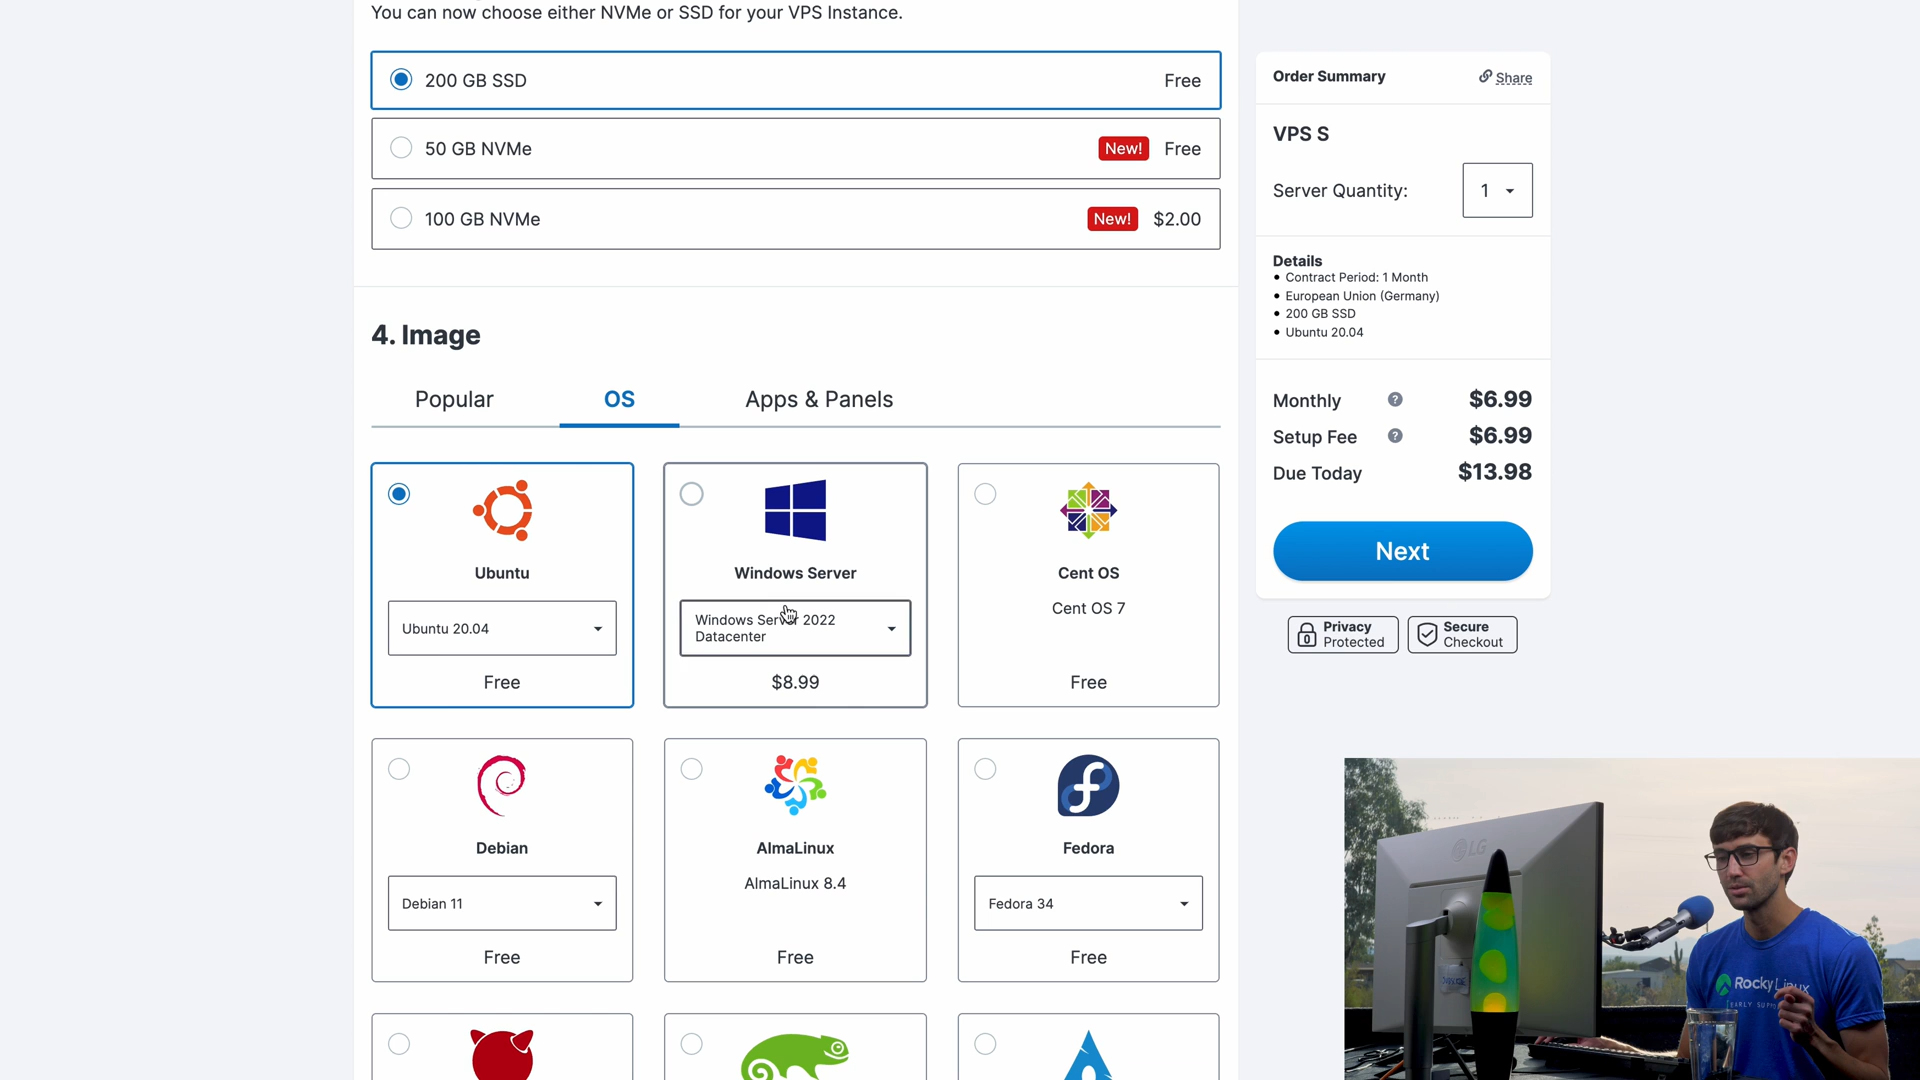 You can now choose either NVMe or SSD for your VPS Instance.
200 GB SSD
Free
50 GB NVMe
New!
Free
100 GB NVMe
New!
$2.00
4. Image
Popular
OS
Apps & Panels
Ubuntu
Ubuntu 20.04
Free
Windows Server
Windows Server 2022
Datacenter
$8.99
Cent OS
Cent OS 7
Free
Debian
Debian 11
Free
AlmaLinux
AlmaLinux 8.4
Free
Fedora
Fedora 34
Free
Order Summary
Share
VPS S
Server Quantity:
1
Details
• Contract Period: 1 Month
• European Union (Germany)
• 200 GB SSD
• Ubuntu 20.04
Monthly
$6.99
Setup Fee
$6.99
Due Today
$13.98
Next
Privacy
Protected
Secure
Checkout
LG
Rocky Linux